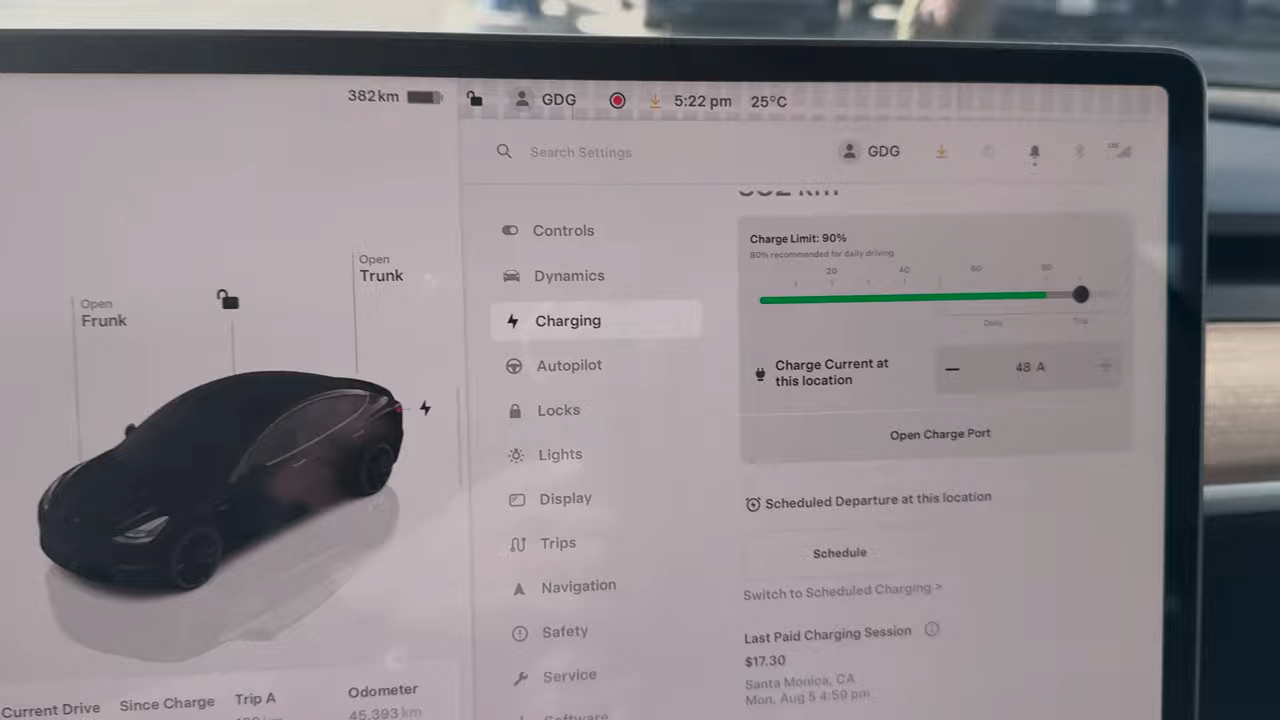 382 km
GDG
5:22 pm
25°C
Search Settings
GDG
LTE
Open
Frunk
Open
Trunk
Current Drive
Since Charge
Trip A
Odometer
45,393 km
Controls
Dynamics
Charging
Autopilot
Locks
Lights
Display
Trips
Navigation
Safety
Service
Software
Charge Limit: 90%
80% recommended for daily driving
20 40 60 80
Daily Trip
Charge Current at
this location
48 A
Open Charge Port
Scheduled Departure at this location
Schedule
Switch to Scheduled Charging >
Last Paid Charging Session
$17.30
Santa Monica, CA
Mon, Aug 5 4:59 pm